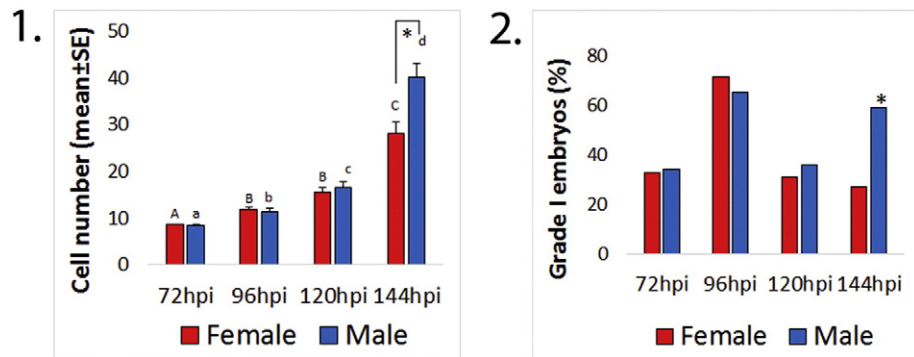 1.
Cell number (mean±SE)
50
40
30
20
10
0
A a B b B c C * d
72hpi 96hpi 120hpi 144hpi
Female Male
2.
Grade I embryos (%)
80
60
40
20
0
*
72hpi 96hpi 120hpi 144hpi
Female Male